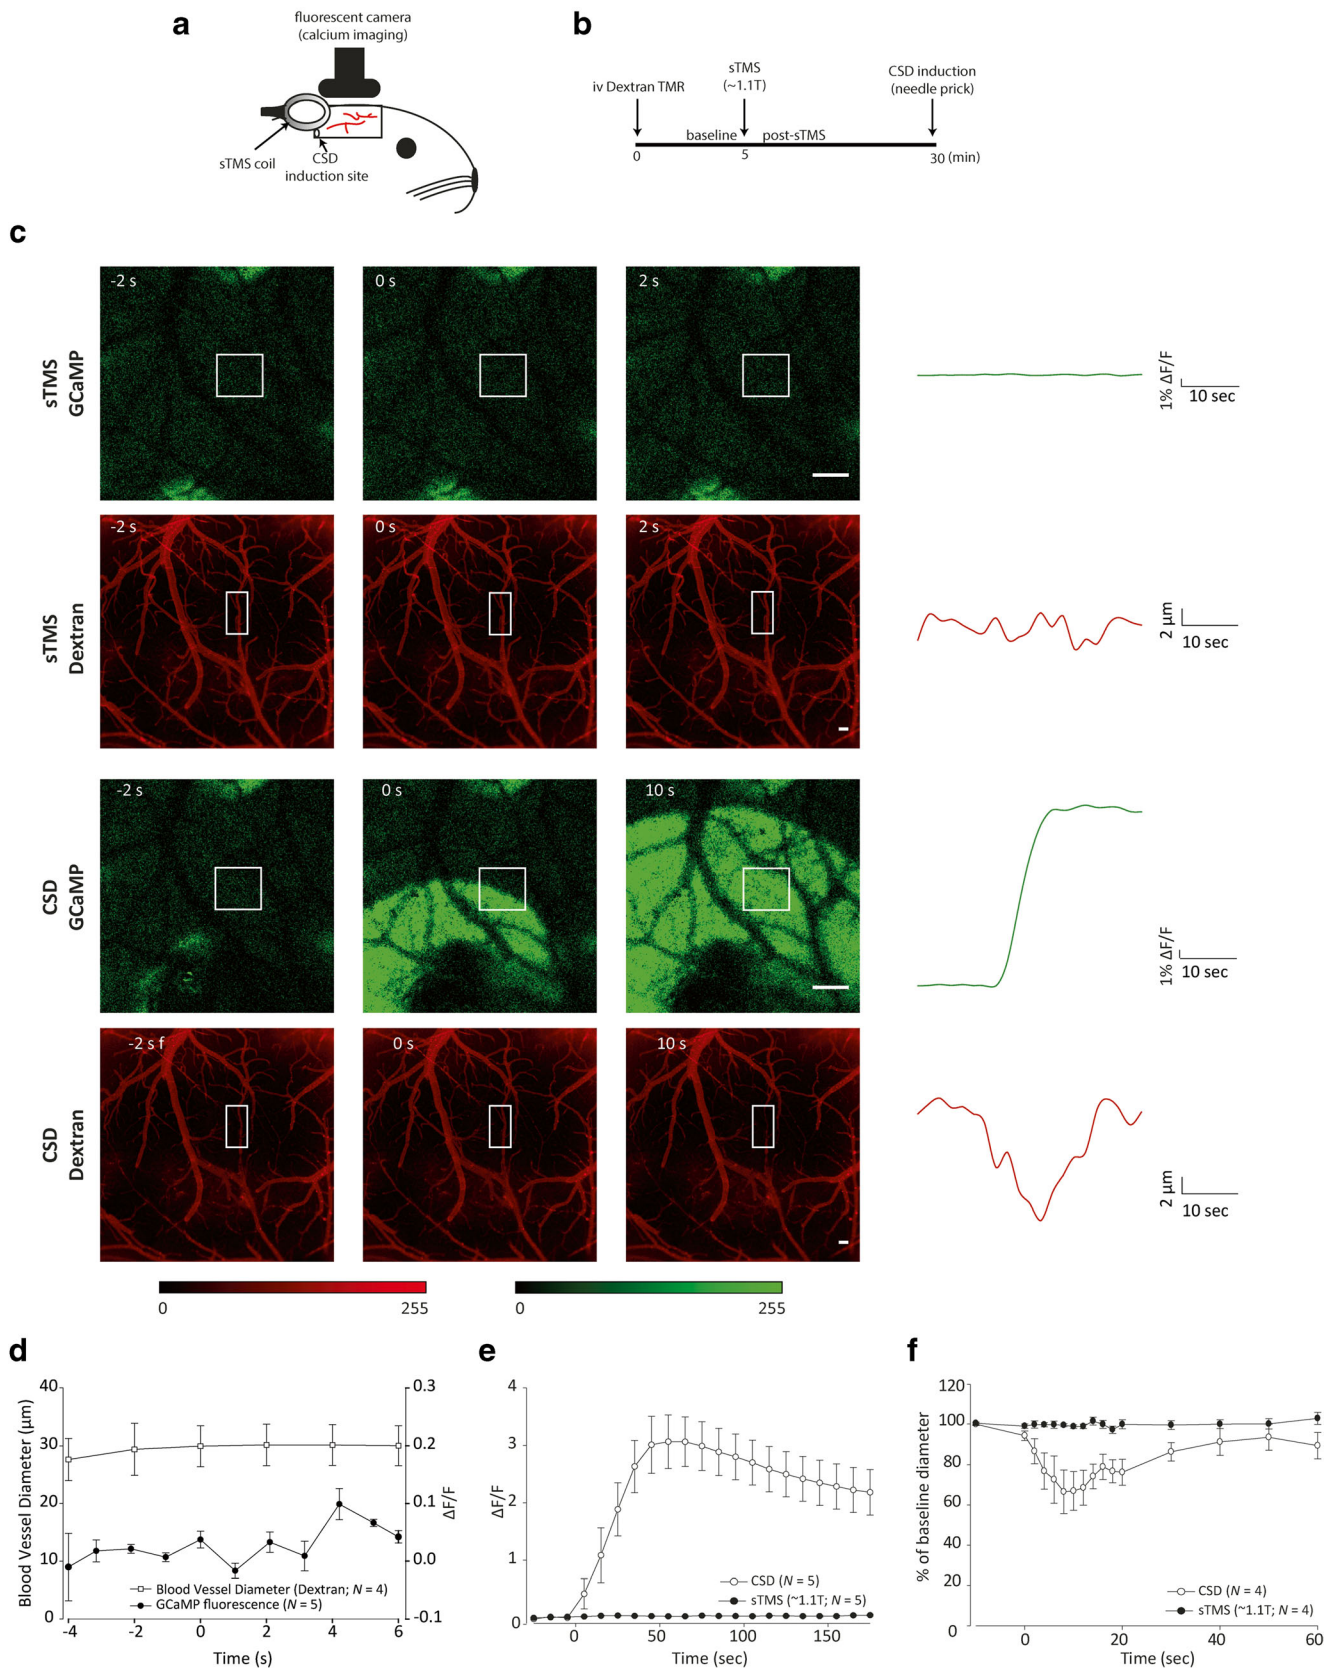 a
fluorescent camera
(calcium imaging)
sTMS coil
CSD
induction site
b
iv Dextran TMR
sTMS
(~1.1T)
CSD induction
(needle prick)
baseline
post-sTMS
0
5
30 (min)
c
sTMS
GCaMP
-2 s
0 s
2 s
1% ΔF/F
10 sec
sTMS
Dextran
-2 s
0 s
2 s
2 µm
10 sec
CSD
GCaMP
-2 s
0 s
10 s
1% ΔF/F
10 sec
CSD
Dextran
-2 s f
0 s
10 s
2 µm
10 sec
0
255
0
255
d
Blood Vessel Diameter (µm)
40
30
20
10
0
0.3
0.2
0.1
0.0
-0.1
ΔF/F
Blood Vessel Diameter (Dextran; N = 4)
GCaMP fluorescence (N = 5)
-4
-2
0
2
4
6
Time (s)
e
ΔF/F
4
3
2
1
0
CSD (N = 5)
sTMS (~1.1T; N = 5)
0
50
100
150
Time (sec)
f
% of baseline diameter
120
100
80
60
40
20
0
CSD (N = 4)
sTMS (~1.1T; N = 4)
0
20
40
60
Time (sec)